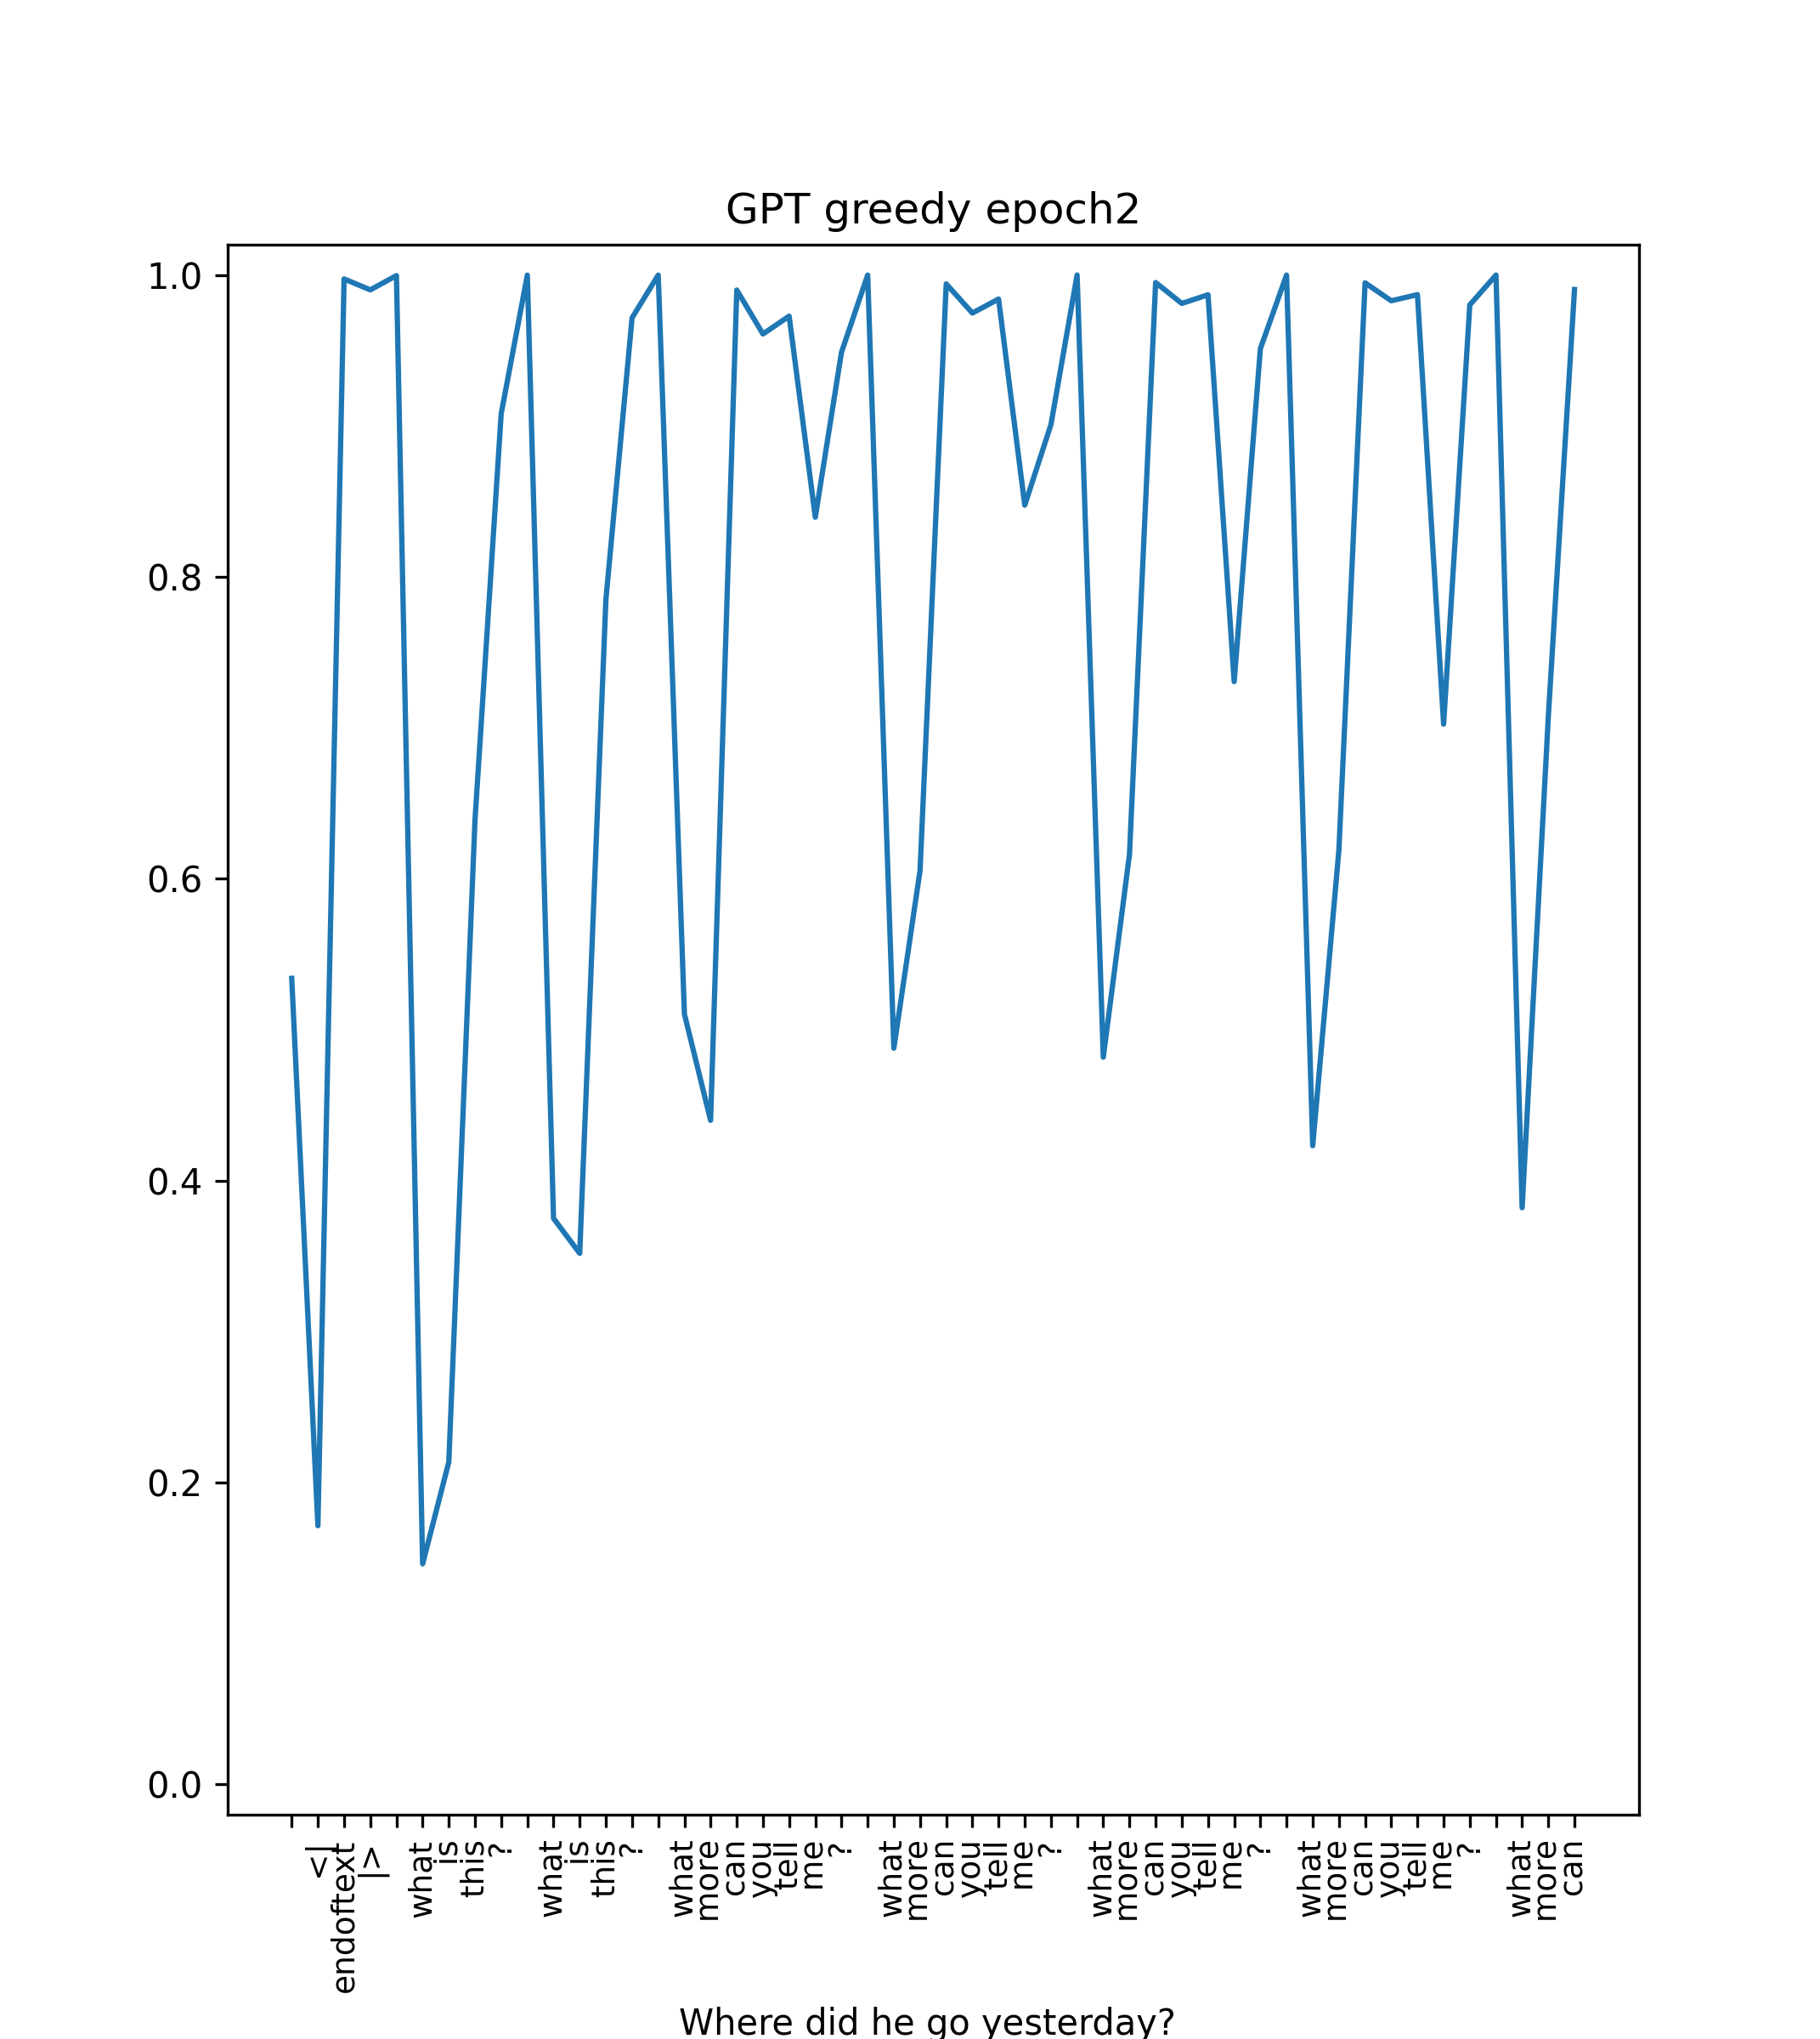 GPT greedy epoch2
1.0
0.8
0.6
0.4
0.2
0.0
<|
endoftext
|>
what
is
this
?
what
is
this
?
what
more
can
you
tell
me
?
what
more
can
you
tell
me
?
what
more
can
you
tell
me
?
what
more
can
you
tell
me
?
what
more
can
Where did he go yesterday?